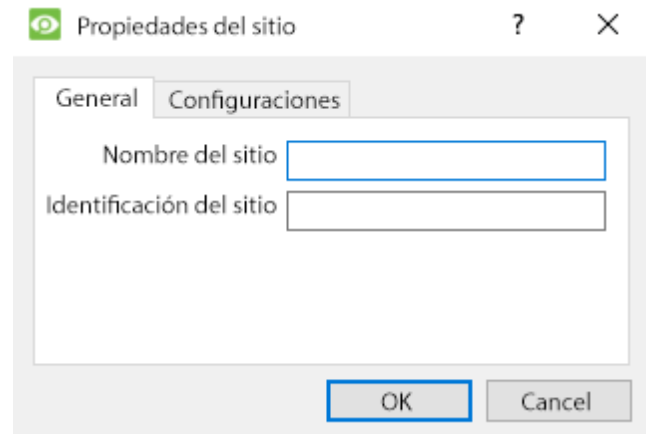 Propiedades del sitio ?
General Configuraciones
Nombre del sitio
Identificación del sitio
OK Cancel